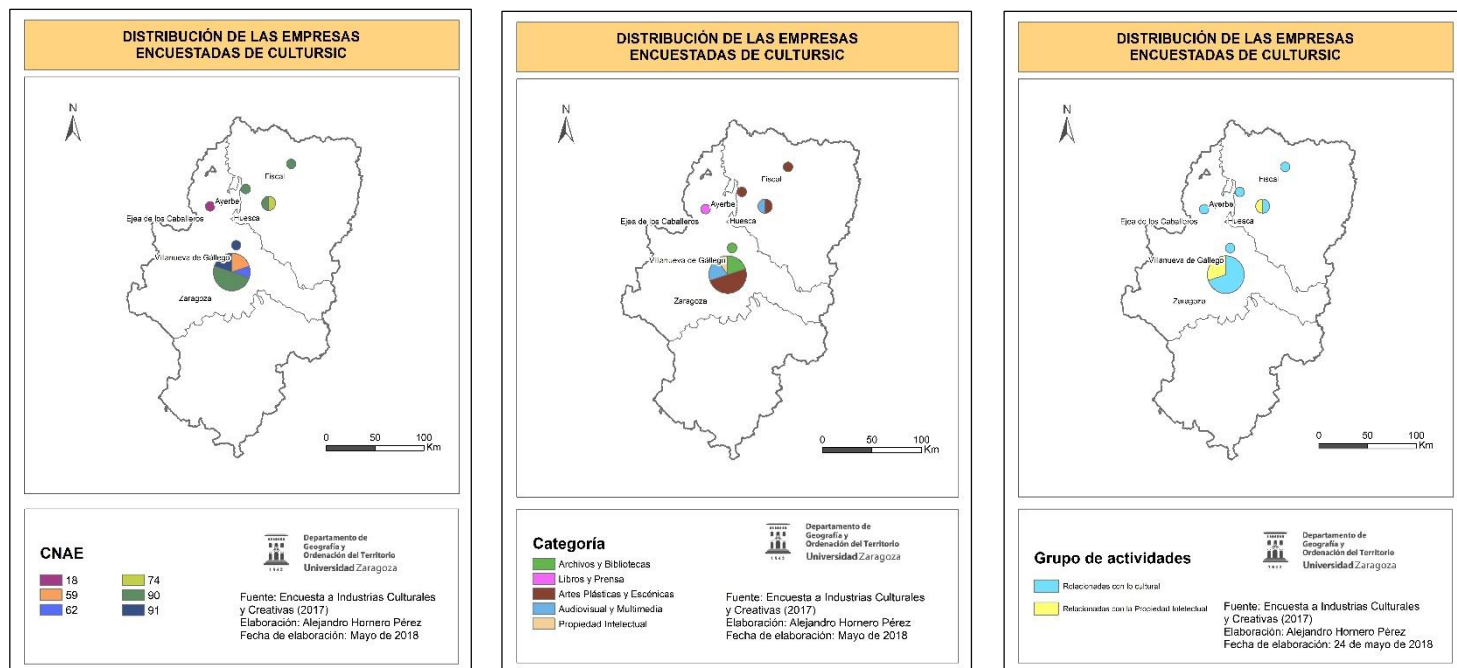 DISTRIBUCIÓN DE LAS EMPRESAS
ENCUESTADAS DE CULTURSIC
N
Fiscal
Ayerbe
Ejea de los Caballeros
Huesca
Villanueva de Gállego
Zaragoza
0 50 100
Km
CNAE
18
59
62
74
90
91
1542
Departamento de
Geografía y
Ordenación del Territorio
Universidad Zaragoza
Fuente: Encuesta a Industrias Culturales
y Creativas (2017)
Elaboración: Alejandro Hornero Pérez
Fecha de elaboración: Mayo de 2018
DISTRIBUCIÓN DE LAS EMPRESAS
ENCUESTADAS DE CULTURSIC
N
Fiscal
Ayerbe
Ejea de los Caballeros
Huesca
Villanueva de Gállego
Zaragoza
0 50 100
Km
Categoría
Archivos y Bibliotecas
Libros y Prensa
Artes Plásticas y Escénicas
Audiovisual y Multimedia
Propiedad Intelectual
1542
Departamento de
Geografía y
Ordenación del Territorio
Universidad Zaragoza
Fuente: Encuesta a Industrias Culturales
y Creativas (2017)
Elaboración: Alejandro Hornero Pérez
Fecha de elaboración: Mayo de 2018
DISTRIBUCIÓN DE LAS EMPRESAS
ENCUESTADAS DE CULTURSIC
N
Fiscal
Ayerbe
Ejea de los Caballeros
Huesca
Villanueva de Gállego
Zaragoza
0 50 100
Km
Grupo de actividades
Relacionadas con lo cultural
Relacionadas con la Propiedad Intelectual
1542
Departamento de
Geografía y
Ordenación del Territorio
Universidad Zaragoza
Fuente: Encuesta a Industrias Culturales
y Creativas (2017)
Elaboración: Alejandro Hornero Pérez
Fecha de elaboración: 24 de mayo de 2018